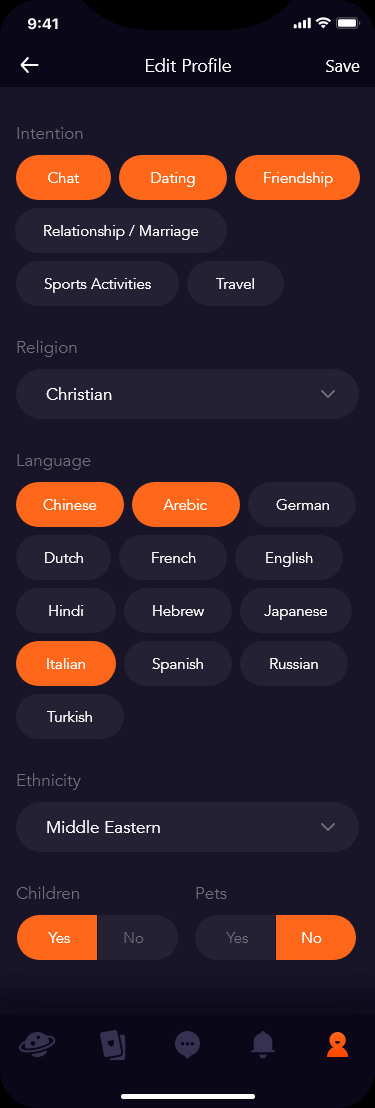 9:41
Edit Profile Save
Intention
Chat Dating Friendship
Relationship / Marriage
Sports Activities Travel
Religion
Christian
Language
Chinese Arebic German
Dutch French English
Hindi Hebrew Japanese
Italian Spanish Russian
Turkish
Ethnicity
Middle Eastern
Children Pets
Yes No Yes No